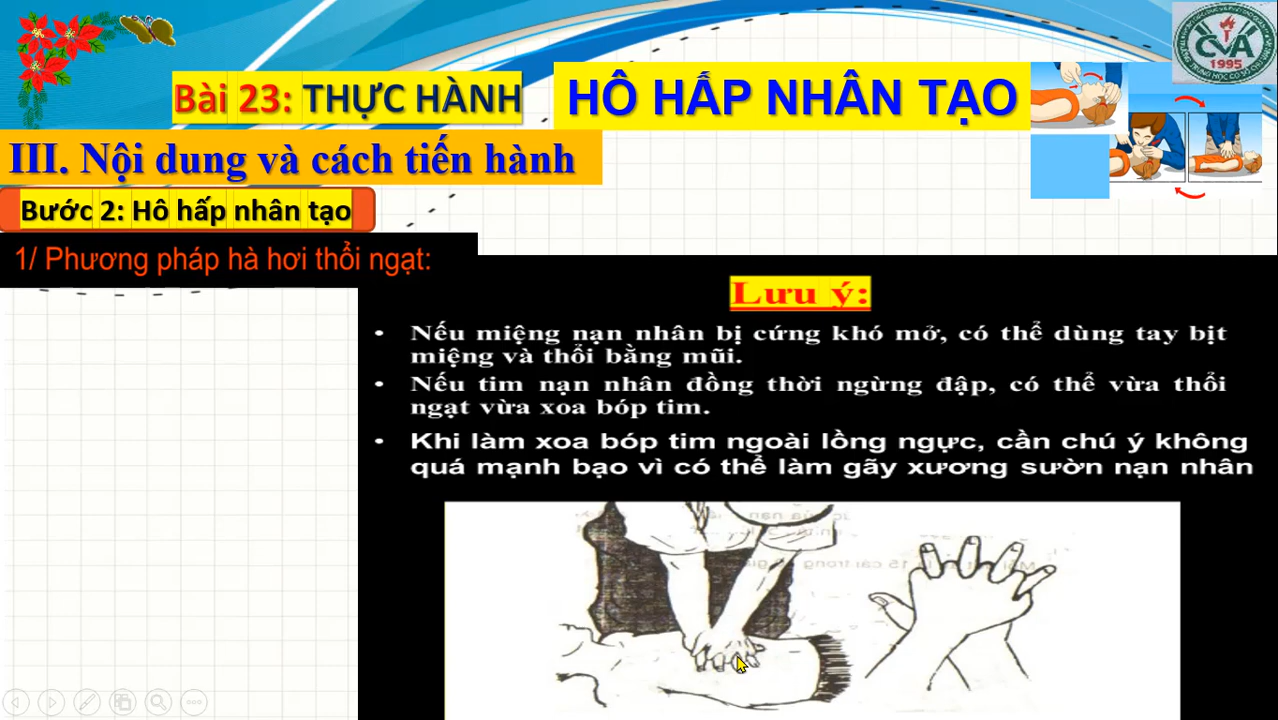 CVA
1995
Bài 23: THỰC HÀNH
HÔ HẤP NHÂN TẠO
III. Nội dung và cách tiến hành
Bước 2: Hô hấp nhân tạo
1/ Phương pháp hà hơi thổi ngạt:
Lưu ý:
• Nếu miệng nạn nhân bị cứng khó mở, có thể dùng tay bịt
miệng và thổi bằng mũi.
• Nếu tim nạn nhân đồng thời ngừng đập, có thể vừa thổi
ngạt vừa xoa bóp tim.
• Khi làm xoa bóp tim ngoài lồng ngực, cần chú ý không
quá mạnh bạo vì có thể làm gãy xương sườn nạn nhân